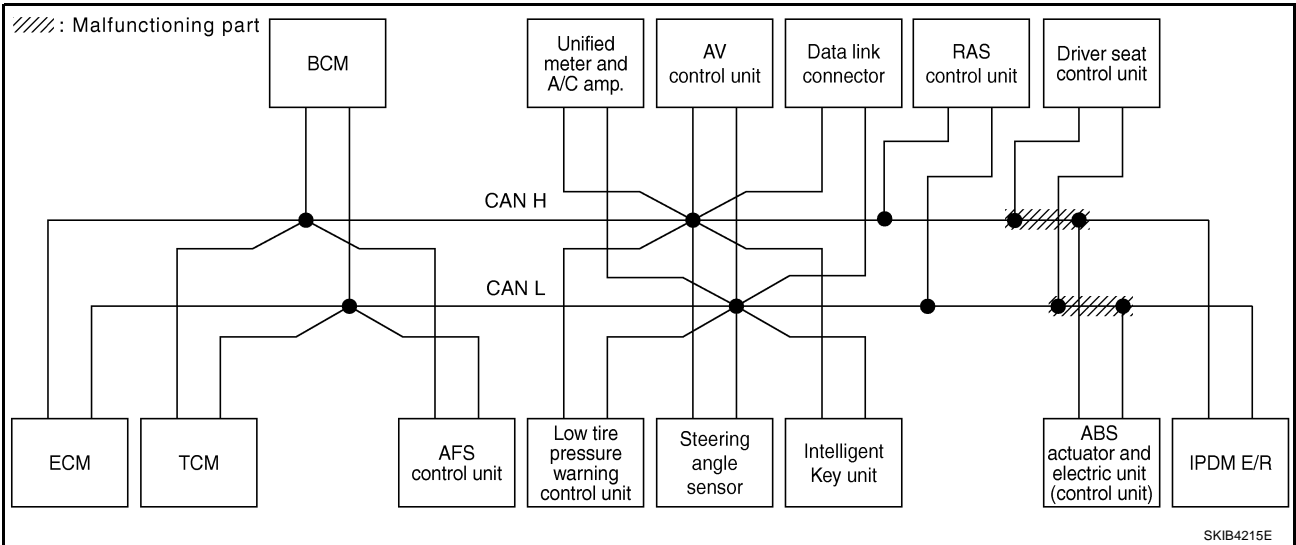 : Malfunctioning part
BCM
Unified
meter and
A/C amp.
AV
control unit
Data link
connector
RAS
control unit
Driver seat
control unit
CAN H
CAN L
ECM
TCM
AFS
control unit
Low tire
pressure
warning
control unit
Steering
angle
sensor
Intelligent
Key unit
ABS
actuator and
electric unit
(control unit)
IPDM E/R
SKIB4215E